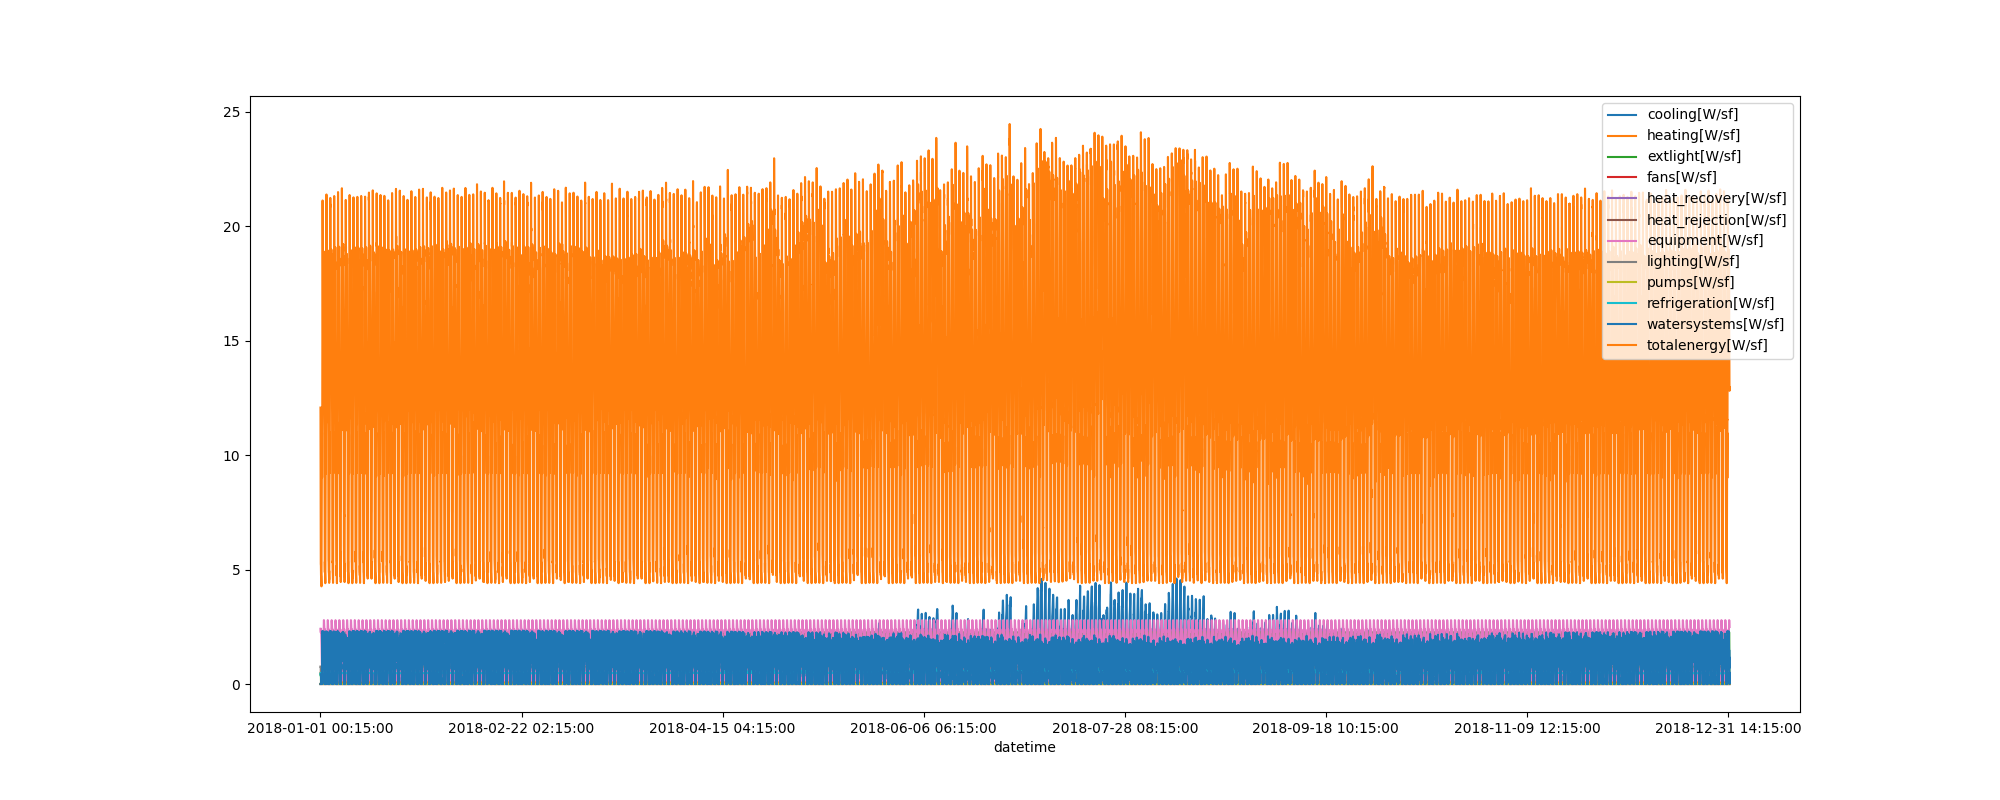 25
20
15
10
5
0
cooling[W/sf]
heating[W/sf]
extlight[W/sf]
fans[W/sf]
heat_recovery[W/sf]
heat_rejection[W/sf]
equipment[W/sf]
lighting[W/sf]
pumps[W/sf]
refrigeration[W/sf]
watersystems[W/sf]
totalenergy[W/sf]
2018-01-01 00:15:00 2018-02-22 02:15:00 2018-04-15 04:15:00 2018-06-06 06:15:00 2018-07-28 08:15:00 2018-09-18 10:15:00 2018-11-09 12:15:00 2018-12-31 14:15:00
datetime